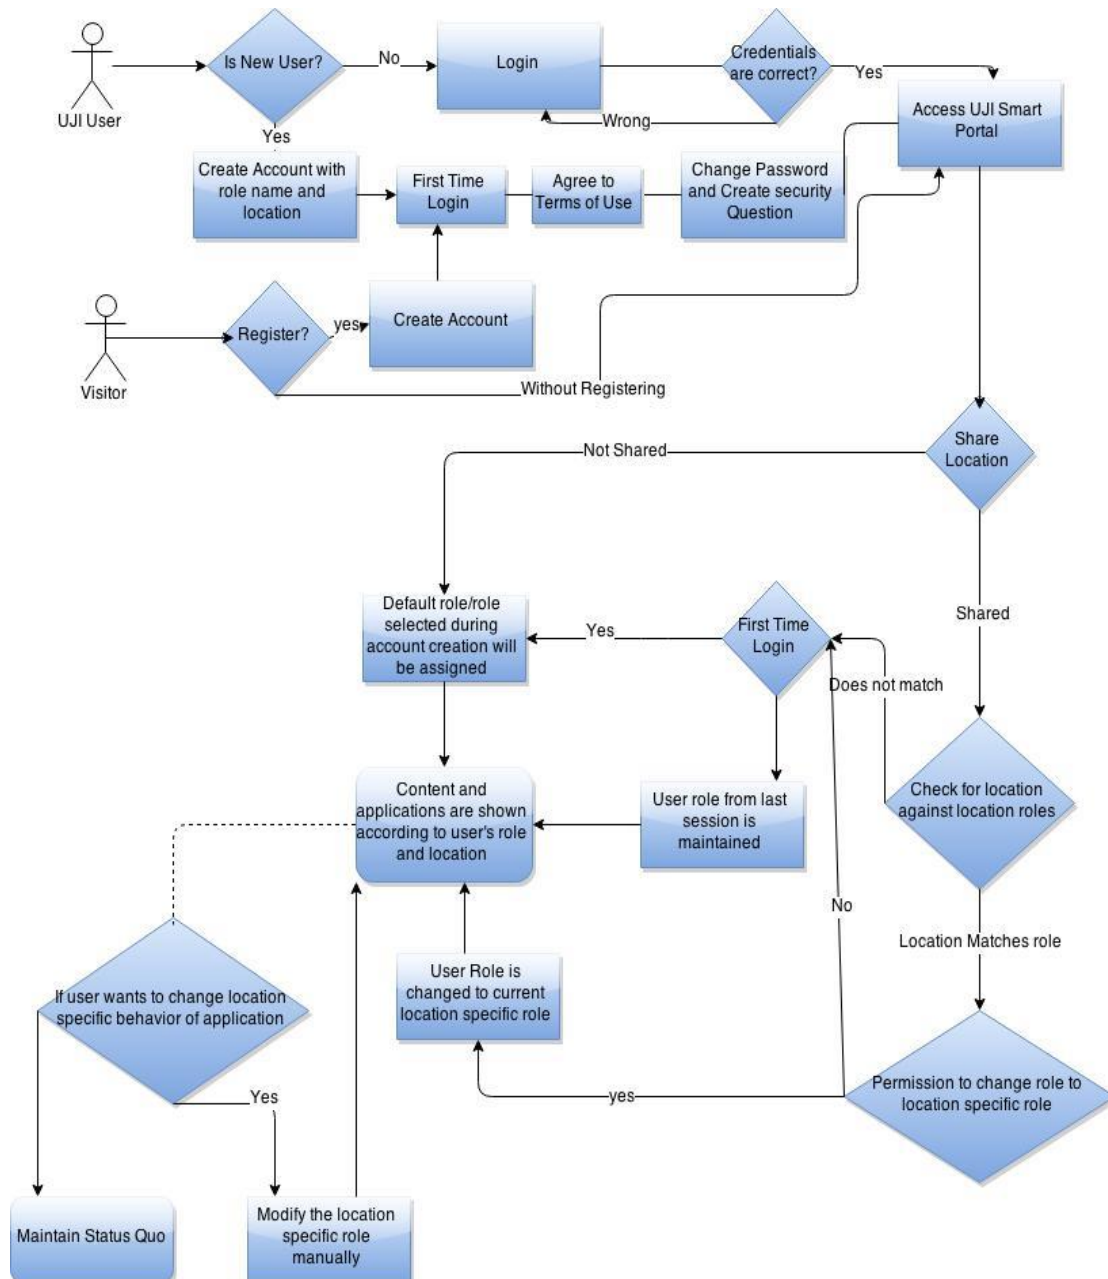 UJI User
Is New User?
No
Login
Credentials
are correct?
Yes
Wrong
Access UJI Smart
Portal
Yes
Create Account with
role name and
location
First Time
Login
Agree to
Terms of Use
Change Password
and Create security
Question
Visitor
Register?
yes
Create Account
Without Registering
Share
Location
Not Shared
Shared
Default role/role
selected during
account creation will
be assigned
Yes
First Time
Login
Does not match
Check for location
against location roles
Content and
applications are shown
according to user's role
and location
User role from last
session is
maintained
No
Location Matches role
User Role is
changed to current
location specific role
If user wants to change location
specific behavior of application
Permission to change role to
location specific role
yes
Yes
Maintain Status Quo
Modify the location
specific role
manually